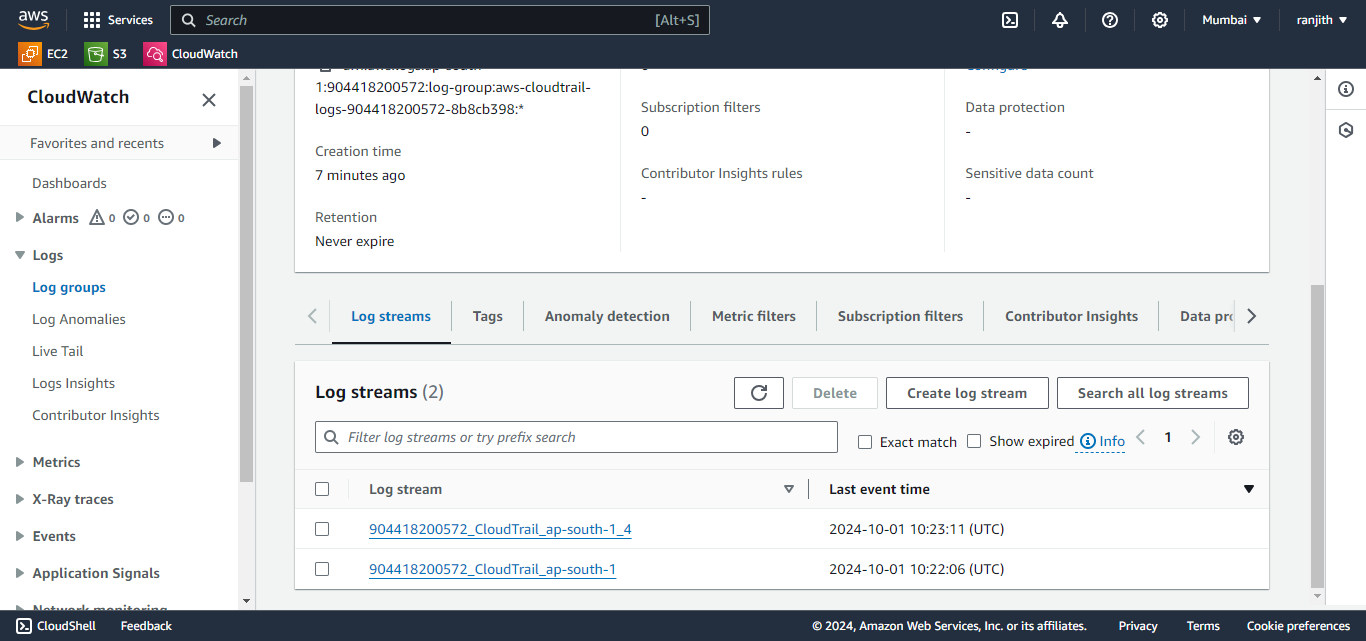 aws
Services
Search
[Alt+S]
Mumbai
ranjith
EC2
S3
CloudWatch
CloudWatch
Favorites and recents
Dashboards
Alarms 0 0 0
Logs
Log groups
Log Anomalies
Live Tail
Logs Insights
Contributor Insights
Metrics
X-Ray traces
Events
Application Signals
Network monitoring
1:904418200572:log-group:aws-cloudtrail-
logs-904418200572-8b8cb398:*
Creation time
7 minutes ago
Retention
Never expire
Subscription filters
0
Contributor Insights rules
-
Configure
Data protection
-
Sensitive data count
-
Log streams
Tags
Anomaly detection
Metric filters
Subscription filters
Contributor Insights
Data pro
Log streams (2)
Delete
Create log stream
Search all log streams
Filter log streams or try prefix search
Exact match
Show expired
Info
1
Log stream
Last event time
904418200572_CloudTrail_ap-south-1_4
2024-10-01 10:23:11 (UTC)
904418200572_CloudTrail_ap-south-1
2024-10-01 10:22:06 (UTC)
CloudShell
Feedback
© 2024, Amazon Web Services, Inc. or its affiliates.
Privacy
Terms
Cookie preferences